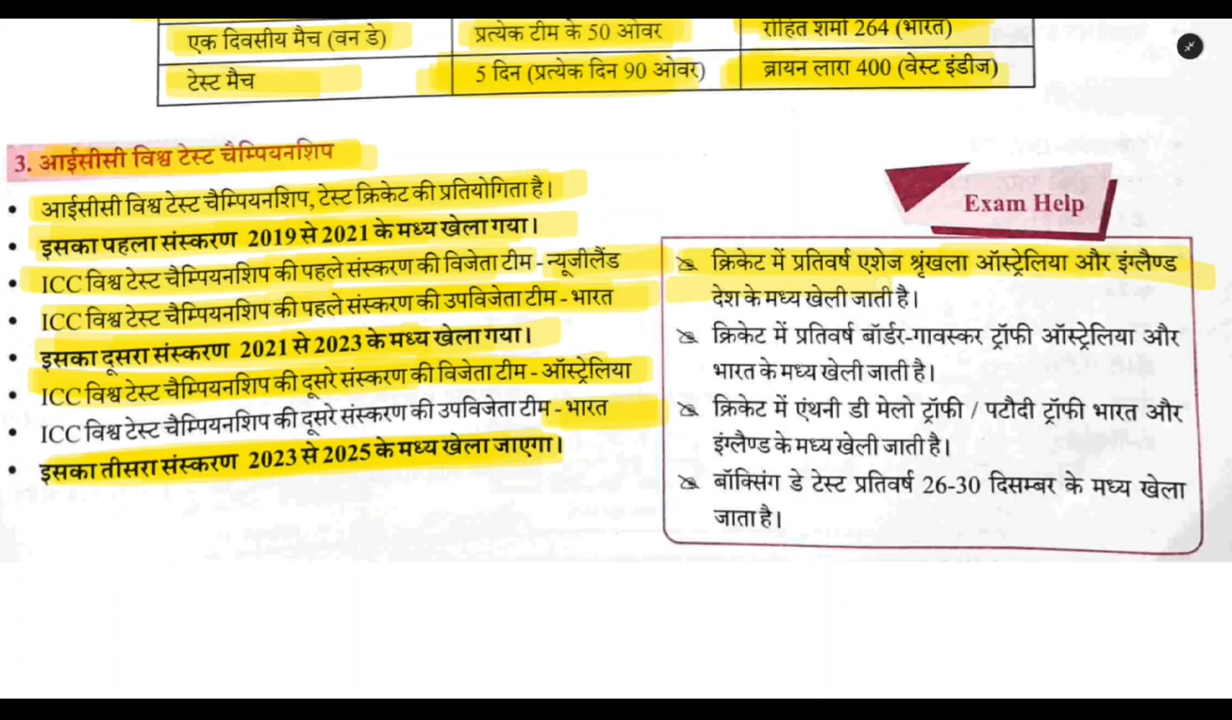 एक दिवसीय मैच (वन डे)
प्रत्येक टीम के 50 ओवर
रोहित शर्मा 264 (भारत)
टेस्ट मैच
5 दिन (प्रत्येक दिन 90 ओवर)
ब्रायन लारा 400 (वेस्ट इंडीज)
3. आईसीसी विश्व टेस्ट चैम्पियनशिप
• आईसीसी विश्व टेस्ट चैम्पियनशिप, टेस्ट क्रिकेट की प्रतियोगिता है।
• इसका पहला संस्करण 2019 से 2021 के मध्य खेला गया।
• ICC विश्व टेस्ट चैम्पियनशिप की पहले संस्करण की विजेता टीम - न्यूजीलैंड
• ICC विश्व टेस्ट चैम्पियनशिप की पहले संस्करण की उपविजेता टीम - भारत
• इसका दूसरा संस्करण 2021 से 2023 के मध्य खेला गया।
• ICC विश्व टेस्ट चैम्पियनशिप की दूसरे संस्करण की विजेता टीम - ऑस्ट्रेलिया
• ICC विश्व टेस्ट चैम्पियनशिप की दूसरे संस्करण की उपविजेता टीम - भारत
• इसका तीसरा संस्करण 2023 से 2025 के मध्य खेला जाएगा।
Exam Help
क्रिकेट में प्रतिवर्ष एशेज श्रृंखला ऑस्ट्रेलिया और इंग्लैण्ड
देश के मध्य खेली जाती है।
क्रिकेट में प्रतिवर्ष बॉर्डर-गावस्कर ट्रॉफी ऑस्ट्रेलिया और
भारत के मध्य खेली जाती है।
क्रिकेट में एंथनी डी मेलो ट्रॉफी / पटौदी ट्रॉफी भारत और
इंग्लैण्ड के मध्य खेली जाती है।
बॉक्सिंग डे टेस्ट प्रतिवर्ष 26-30 दिसम्बर के मध्य खेला
जाता है।